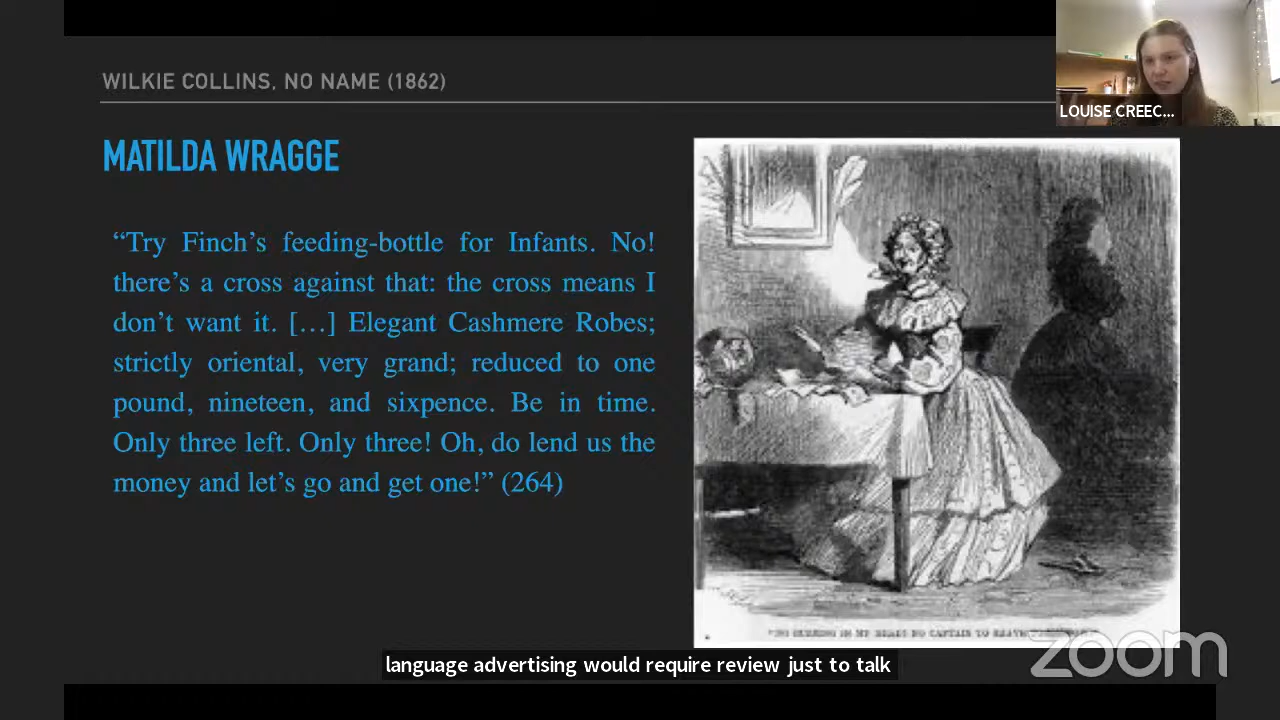 WILKIE COLLINS, NO NAME (1862)
LOUISE CREEC...
MATILDA WRAGGE
“Try Finch’s feeding-bottle for Infants. No!
there’s a cross against that: the cross means I
don’t want it. […] Elegant Cashmere Robes;
strictly oriental, very grand; reduced to one
pound, nineteen, and sixpence. Be in time.
Only three left. Only three! Oh, do lend us the
money and let’s go and get one!” (264)
language advertising would require review just to talk
zoom